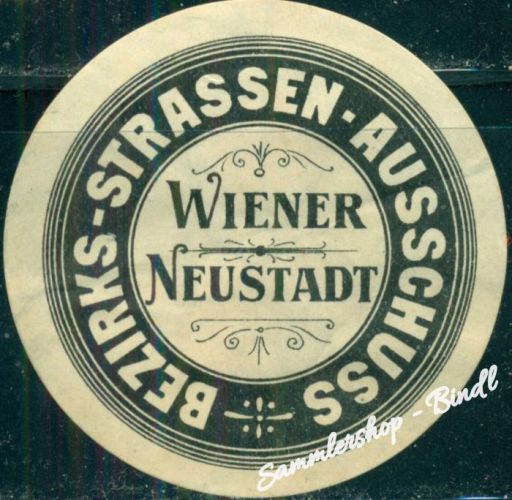 BEZIRKS-STRASSEN-AUSSCHUSS
WIENER
NEUSTADT
Sammlershop - Bindl